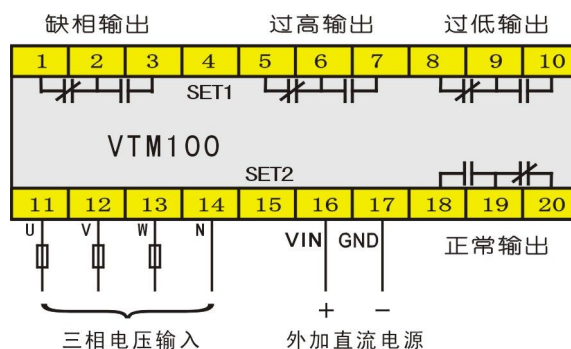 缺相输出 过高输出 过低输出
1 2 3 4 5 6 7 8 9 10
SET1
VTM100
SET2
11 12 13 14 15 16 17 18 19 20
U V W N VIN GND 正常输出
+ −
三相电压输入 外加直流电源